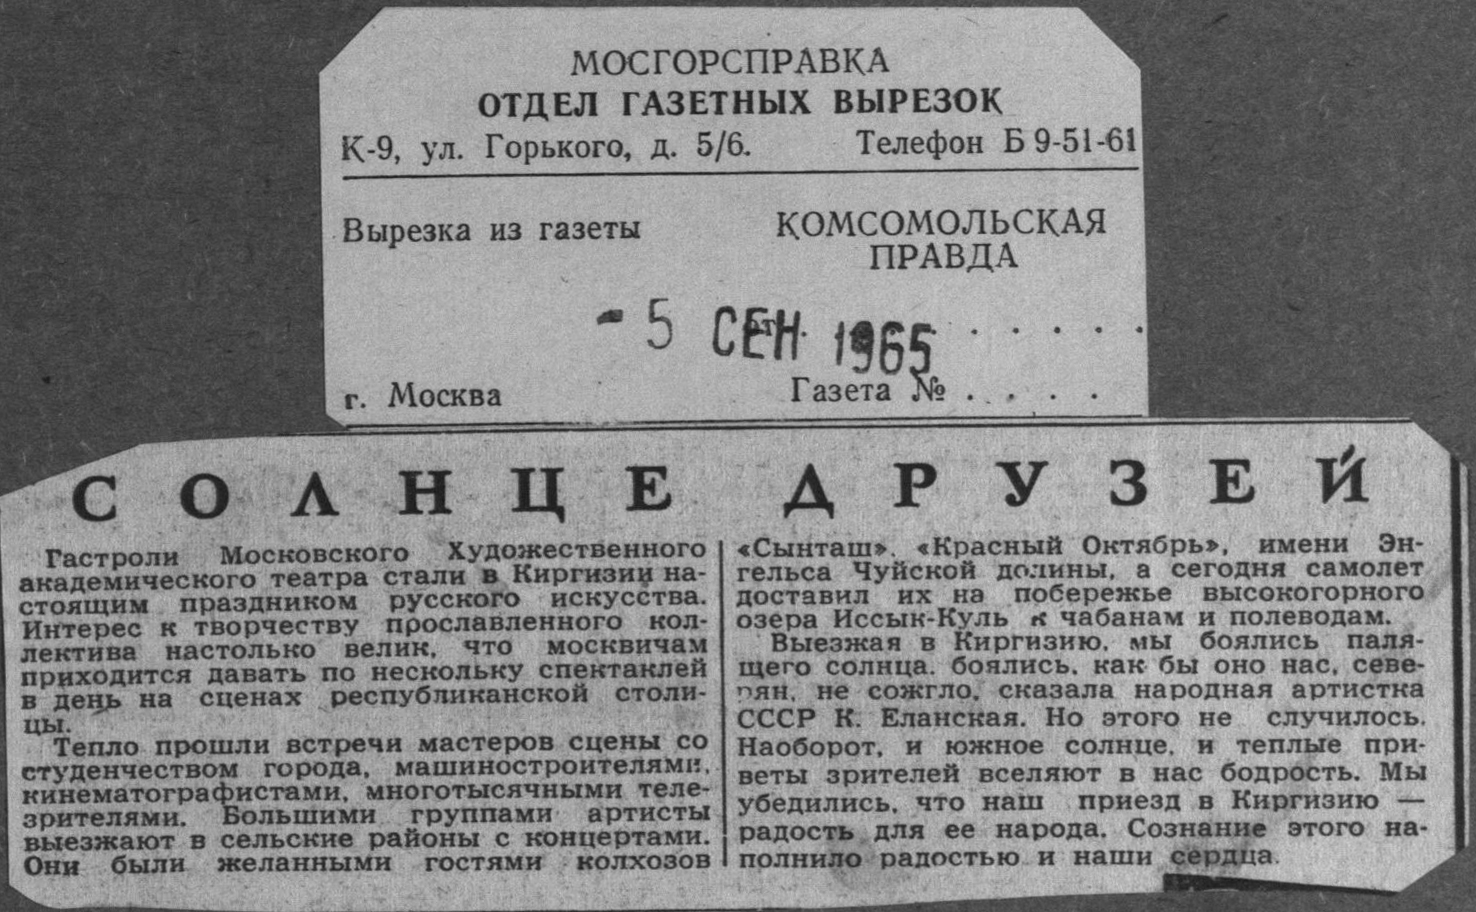 МОСГОРСПРАВКА
ОТДЕЛ ГАЗЕТНЫХ ВЫРЕЗОК
К-9, ул. Горького, д. 5/6. Телефон Б 9-51-61
Вырезка из газеты КОМСОМОЛЬСКАЯ
ПРАВДА
- 5 СЕН 1965
от . . . . . . .
г. Москва Газета № . . . .
СОЛНЦЕ ДРУЗЕЙ
Гастроли Московского Художественного
академического театра стали в Киргизии на-
стоящим праздником русского искусства.
Интерес к творчеству прославленного кол-
лектива настолько велик, что москвичам
приходится давать по нескольку спектаклей
в день на сценах республиканской столи-
цы.
Тепло прошли встречи мастеров сцены со
студенчеством города, машиностроителями,
кинематографистами, многотысячными теле-
зрителями. Большими группами артисты
выезжают в сельские районы с концертами.
Они были желанными гостями колхозов
«Сынташ», «Красный Октябрь», имени Эн-
гельса Чуйской долины, а сегодня самолет
доставил их на побережье высокогорного
озера Иссык-Куль к чабанам и полеводам.
Выезжая в Киргизию, мы боялись паля-
щего солнца, боялись, как бы оно нас, севе-
рян, не сожгло, сказала народная артистка
СССР К. Еланская. Но этого не случилось.
Наоборот, и южное солнце, и теплые при-
веты зрителей вселяют в нас бодрость. Мы
убедились, что наш приезд в Киргизию —
радость для ее народа. Сознание этого на-
полнило радостью и наши сердца.